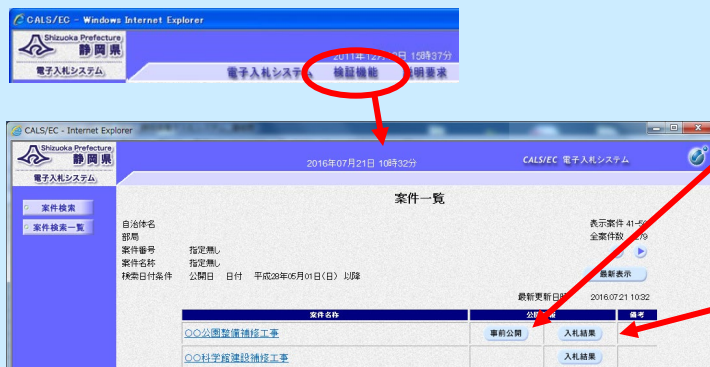 CALS/EC - Windows Internet Explorer
Shizuoka Prefecture
静岡県
15時37分
電子入札システム
電子入札システム 検証機能 説明要求
CALS/EC - Internet Explorer
Shizuoka Prefecture
静岡県
2016年07月21日 10時32分
CALS/EC 電子入札システム
電子入札システム
案件一覧
案件検索
案件検索一覧
自治体名
表示案件 41-50
部局
全案件数 279
案件番号 指定無し
案件名称 指定無し
検索日付条件 公開日 日付 平成28年05月01日(日) 以降
最新表示
最新更新日時 2016.07.21 10:32
案件名称 備考
〇〇公園整備補修工事 事前公開 入札結果
〇〇科学館建設補修工事 入札結果